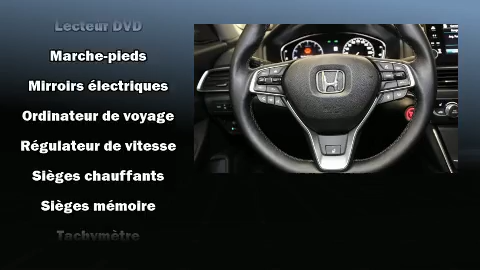 Lecteur DVD
Marche-pieds
Mirroirs électriques
Ordinateur de voyage
Régulateur de vitesse
Sièges chauffants
Sièges mémoire
Tachymètre